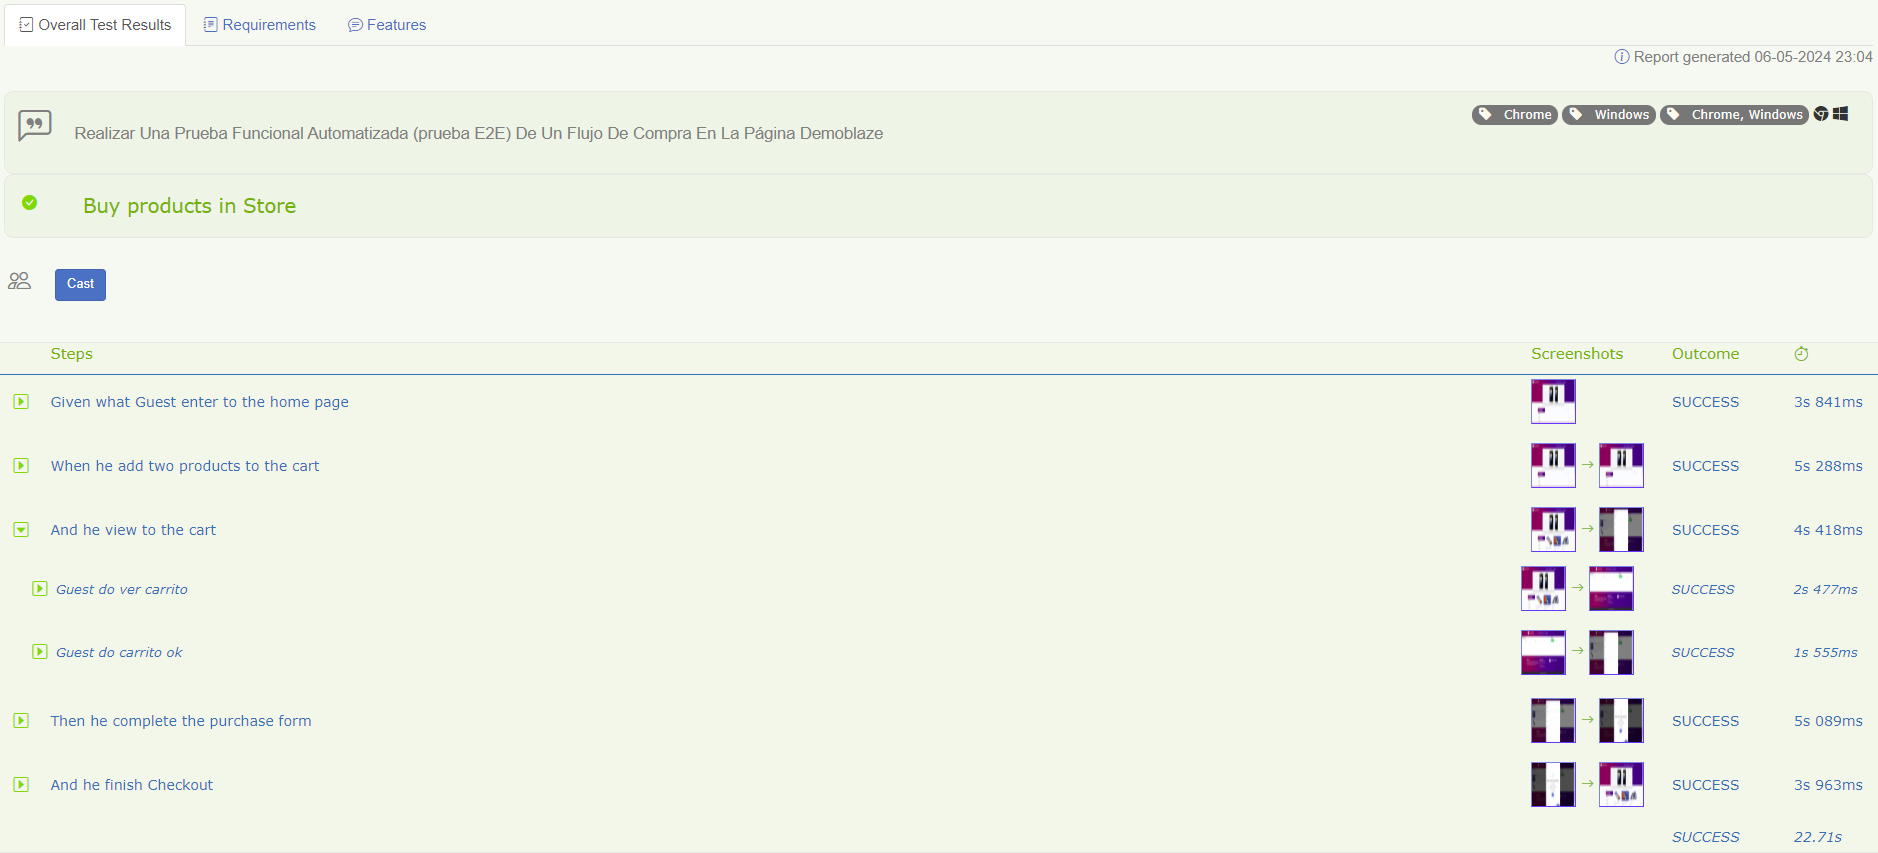 Overall Test Results Requirements Features
Report generated 06-05-2024 23:04
Chrome Windows Chrome, Windows
Realizar Una Prueba Funcional Automatizada (prueba E2E) De Un Flujo De Compra En La Página Demoblaze
Buy products in Store
Cast
Steps Screenshots Outcome
Given what Guest enter to the home page SUCCESS 3s 841ms
When he add two products to the cart SUCCESS 5s 288ms
And he view to the cart SUCCESS 4s 418ms
Guest do ver carrito SUCCESS 2s 477ms
Guest do carrito ok SUCCESS 1s 555ms
Then he complete the purchase form SUCCESS 5s 089ms
And he finish Checkout SUCCESS 3s 963ms
SUCCESS 22.71s